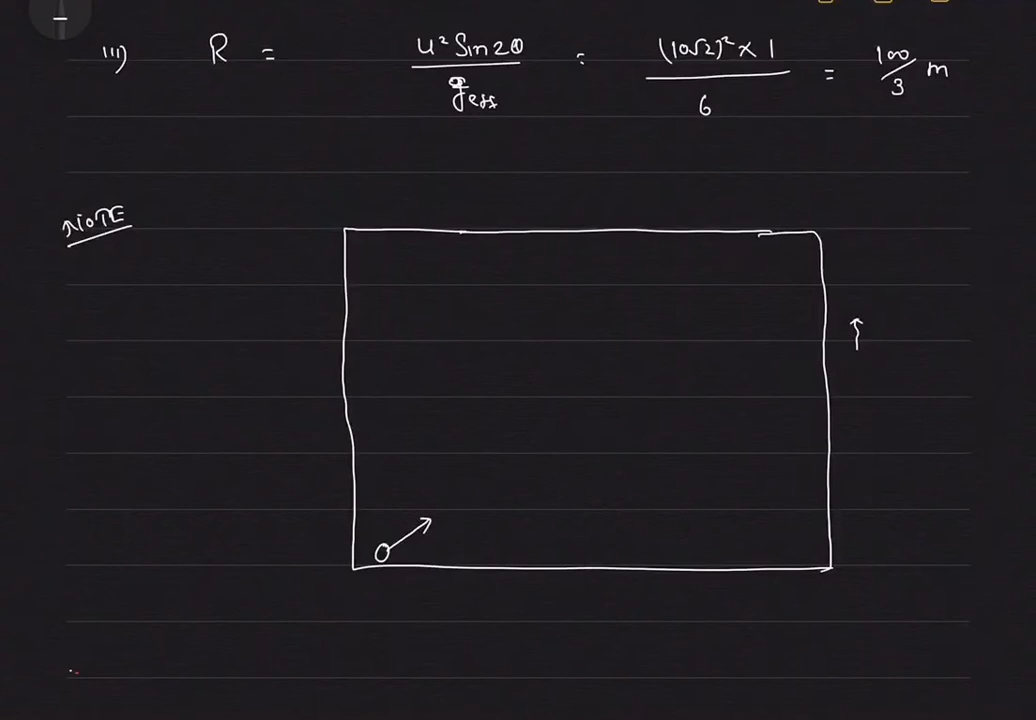 iii) R = u² Sin2θ / g_eff = (10√2)² × 1 / 6 = 100/3 m
NOTE